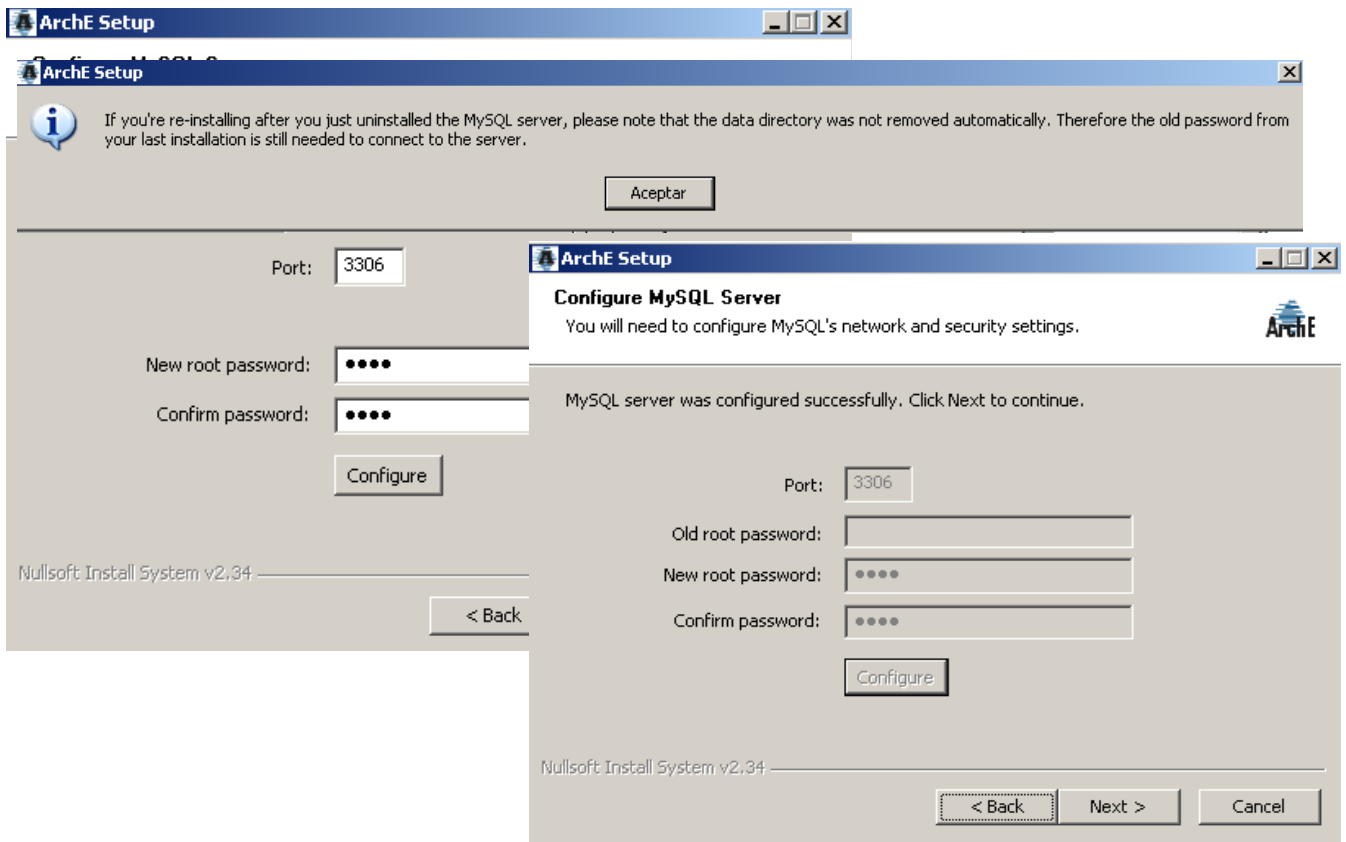 ArchE Setup
ArchE Setup
If you're re-installing after you just uninstalled the MySQL server, please note that the data directory was not removed automatically. Therefore the old password from
your last installation is still needed to connect to the server.
Aceptar
Port: 3306
New root password: ●●●●
Confirm password: ●●●●
Configure
Nullsoft Install System v2.34
< Back
ArchE Setup
Configure MySQL Server
You will need to configure MySQL's network and security settings.
ArchE
MySQL server was configured successfully. Click Next to continue.
Port: 3306
Old root password:
New root password: ●●●●
Confirm password: ●●●●
Configure
Nullsoft Install System v2.34
< Back Next > Cancel